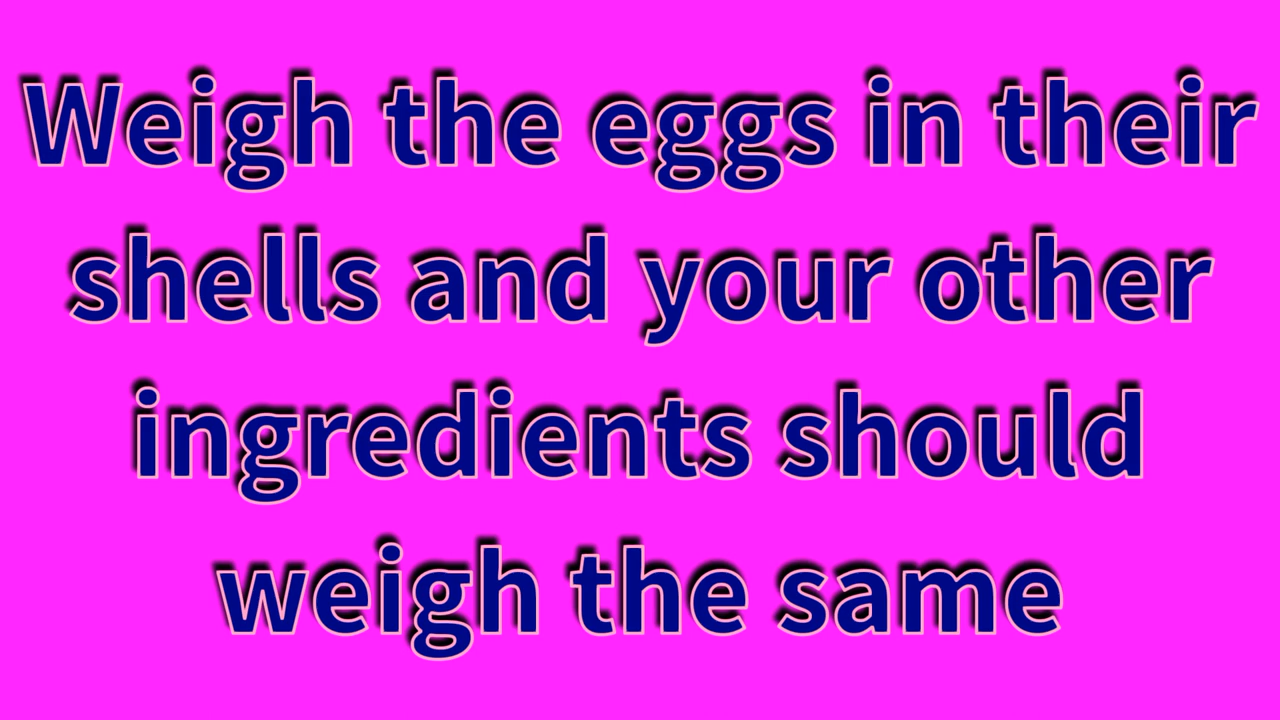 Weigh the eggs in their
shells and your other
ingredients should
weigh the same